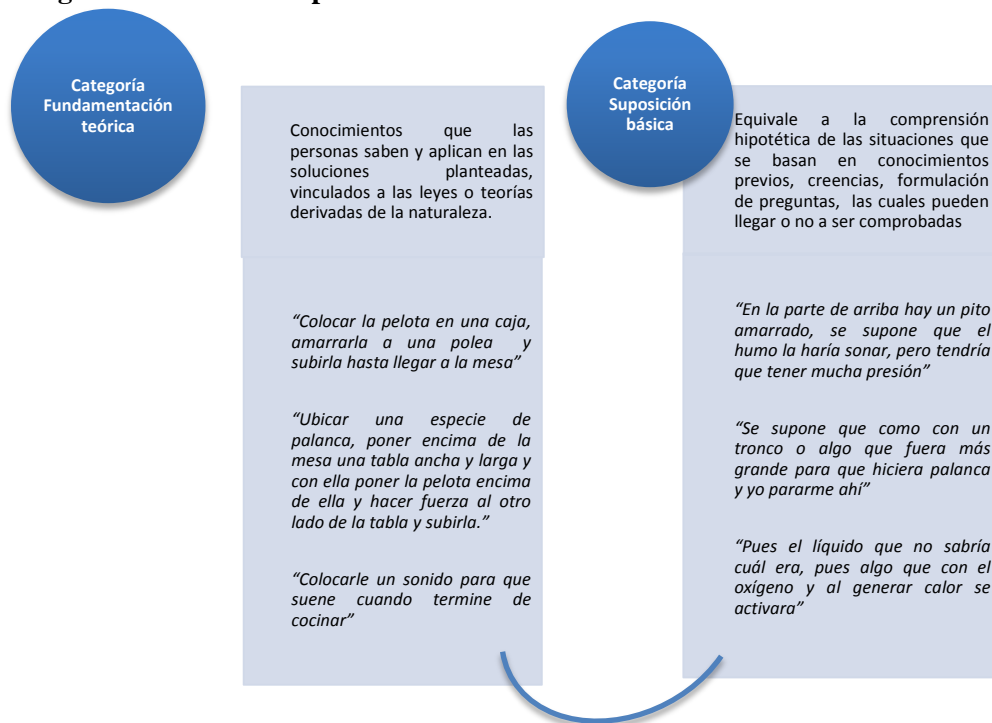 Categoría
Fundamentación
teórica
Conocimientos que las
personas saben y aplican en las
soluciones planteadas,
vinculados a las leyes o teorías
derivadas de la naturaleza.
“Colocar la pelota en una caja,
amarrarla a una polea y
subirla hasta llegar a la mesa”
“Ubicar una especie de
palanca, poner encima de la
mesa una tabla ancha y larga y
con ella poner la pelota encima
de ella y hacer fuerza al otro
lado de la tabla y subirla.”
“Colocarle un sonido para que
suene cuando termine de
cocinar”
Categoría
Suposición
básica
Equivale a la comprensión
hipotética de las situaciones que
se basan en conocimientos
previos, creencias, formulación
de preguntas, las cuales pueden
llegar o no a ser comprobadas
“En la parte de arriba hay un pito
amarrado, se supone que el
humo la haría sonar, pero tendría
que tener mucha presión”
“Se supone que como con un
tronco o algo que fuera más
grande para que hiciera palanca
y yo pararme ahí”
“Pues el líquido que no sabría
cuál era, pues algo que con el
oxígeno y al generar calor se
activara”